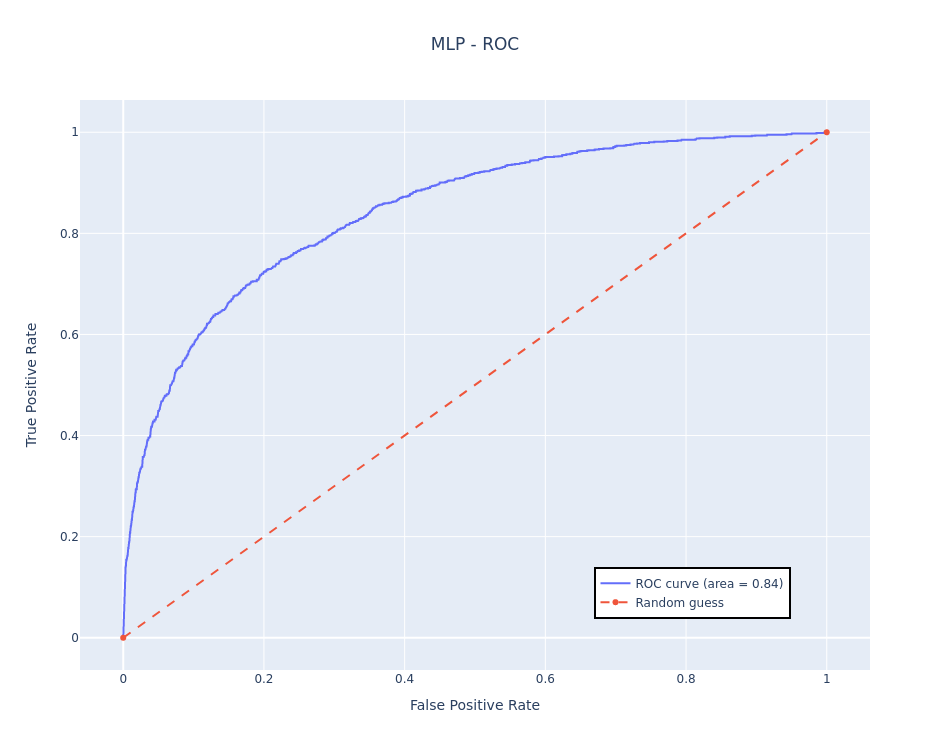 MLP - ROC
1
0.8
0.6
0.4
0.2
0
True Positive Rate
ROC curve (area = 0.84)
Random guess
0 0.2 0.4 0.6 0.8 1
False Positive Rate